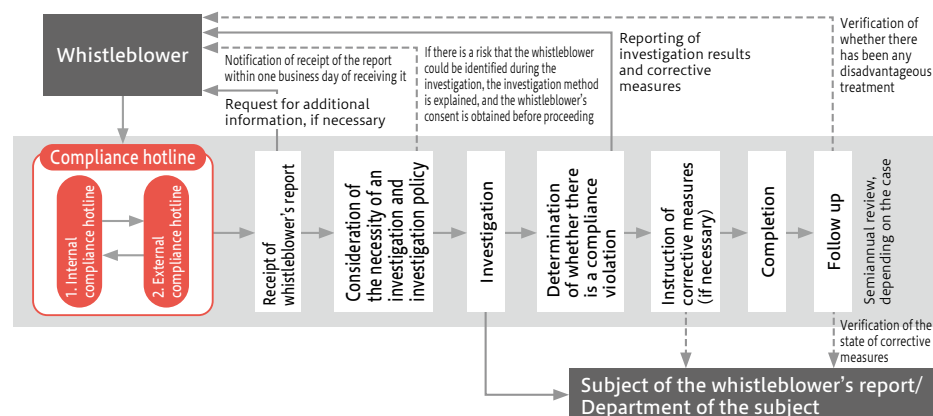 Whistleblower
Notification of receipt of the report
within one business day of receiving it
Request for additional
information, if necessary
If there is a risk that the whistleblower
could be identified during the
investigation, the investigation method
is explained, and the whistleblower's
consent is obtained before proceeding
Reporting of
investigation results
and corrective
measures
Verification of
whether there
has been any
disadvantageous
treatment
Compliance hotline
1. Internal
compliance hotline
2. External
compliance hotline
Receipt of
whistleblower's report
Consideration of
the necessity of an
investigation and
investigation policy
Investigation
Determination
of whether there
is a compliance
violation
Instruction of
corrective measures
(if necessary)
Completion
Follow up
Semiannual review,
depending on the case
Verification of the
state of corrective
measures
Subject of the whistleblower's report/
Department of the subject